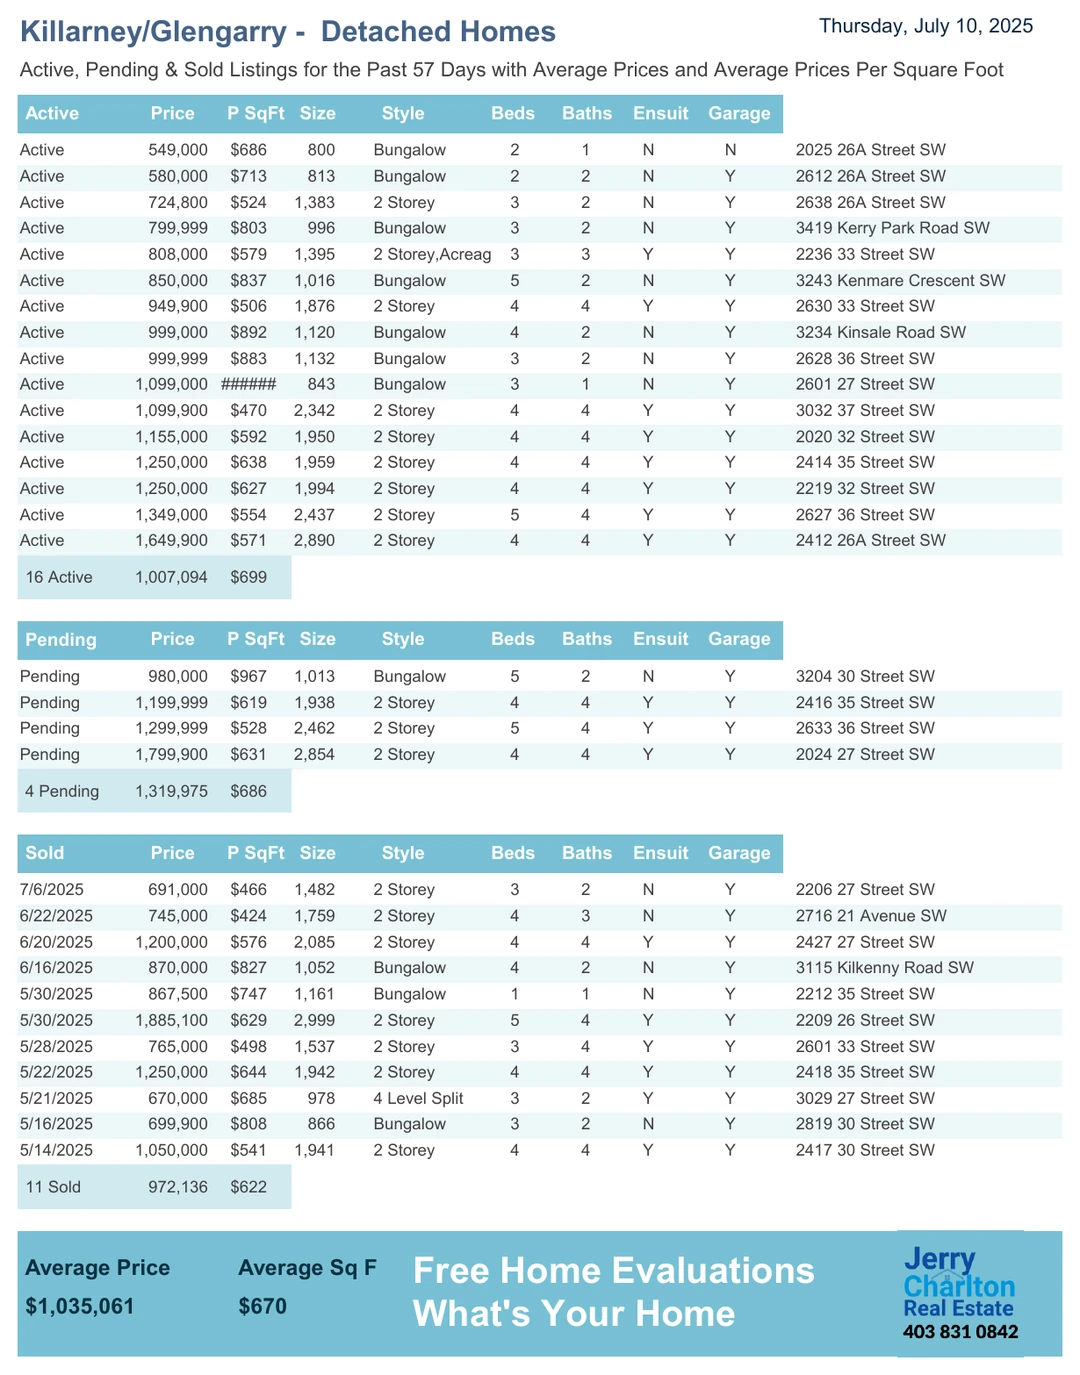 Killarney/Glengarry -  Detached Homes
Thursday, July 10, 2025
Active, Pending & Sold Listings for the Past 57 Days with Average Prices and Average Prices Per Square Foot
Active Price P SqFt Size Style Beds Baths Ensuit Garage
Active 549,000 $686 800 Bungalow 2 1 N N 2025 26A Street SW
Active 580,000 $713 813 Bungalow 2 2 N Y 2612 26A Street SW
Active 724,800 $524 1,383 2 Storey 3 2 N Y 2638 26A Street SW
Active 799,999 $803 996 Bungalow 3 2 N Y 3419 Kerry Park Road SW
Active 808,000 $579 1,395 2 Storey,Acreag 3 3 Y Y 2236 33 Street SW
Active 850,000 $837 1,016 Bungalow 5 2 N Y 3243 Kenmare Crescent SW
Active 949,900 $506 1,876 2 Storey 4 4 Y Y 2630 33 Street SW
Active 999,000 $892 1,120 Bungalow 4 2 N Y 3234 Kinsale Road SW
Active 999,999 $883 1,132 Bungalow 3 2 N Y 2628 36 Street SW
Active 1,099,000 ###### 843 Bungalow 3 1 N Y 2601 27 Street SW
Active 1,099,900 $470 2,342 2 Storey 4 4 Y Y 3032 37 Street SW
Active 1,155,000 $592 1,950 2 Storey 4 4 Y Y 2020 32 Street SW
Active 1,250,000 $638 1,959 2 Storey 4 4 Y Y 2414 35 Street SW
Active 1,250,000 $627 1,994 2 Storey 4 4 Y Y 2219 32 Street SW
Active 1,349,000 $554 2,437 2 Storey 5 4 Y Y 2627 36 Street SW
Active 1,649,900 $571 2,890 2 Storey 4 4 Y Y 2412 26A Street SW
16 Active 1,007,094 $699
Pending Price P SqFt Size Style Beds Baths Ensuit Garage
Pending 980,000 $967 1,013 Bungalow 5 2 N Y 3204 30 Street SW
Pending 1,199,999 $619 1,938 2 Storey 4 4 Y Y 2416 35 Street SW
Pending 1,299,999 $528 2,462 2 Storey 5 4 Y Y 2633 36 Street SW
Pending 1,799,900 $631 2,854 2 Storey 4 4 Y Y 2024 27 Street SW
4 Pending 1,319,975 $686
Sold Price P SqFt Size Style Beds Baths Ensuit Garage
7/6/2025 691,000 $466 1,482 2 Storey 3 2 N Y 2206 27 Street SW
6/22/2025 745,000 $424 1,759 2 Storey 4 3 N Y 2716 21 Avenue SW
6/20/2025 1,200,000 $576 2,085 2 Storey 4 4 Y Y 2427 27 Street SW
6/16/2025 870,000 $827 1,052 Bungalow 4 2 N Y 3115 Kilkenny Road SW
5/30/2025 867,500 $747 1,161 Bungalow 1 1 N Y 2212 35 Street SW
5/30/2025 1,885,100 $629 2,999 2 Storey 5 4 Y Y 2209 26 Street SW
5/28/2025 765,000 $498 1,537 2 Storey 3 4 Y Y 2601 33 Street SW
5/22/2025 1,250,000 $644 1,942 2 Storey 4 4 Y Y 2418 35 Street SW
5/21/2025 670,000 $685 978 4 Level Split 3 2 Y Y 3029 27 Street SW
5/16/2025 699,900 $808 866 Bungalow 3 2 N Y 2819 30 Street SW
5/14/2025 1,050,000 $541 1,941 2 Storey 4 4 Y Y 2417 30 Street SW
11 Sold 972,136 $622
Average Price Average Sq F
$1,035,061 $670
Free Home Evaluations
What's Your Home
Jerry
Charlton
Real Estate
403 831 0842